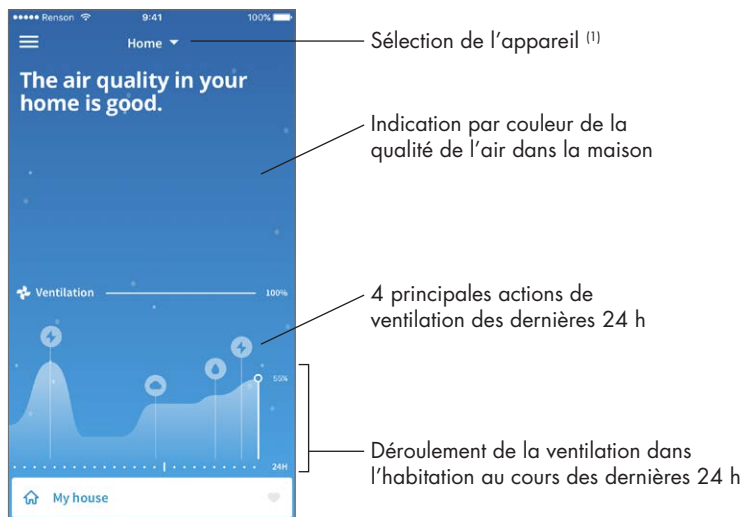 Renson 9:41 100%
Home
Sélection de l'appareil (1)
The air quality in your
home is good.
Indication par couleur de la
qualité de l'air dans la maison
Ventilation 100%
4 principales actions de
ventilation des dernières 24 h
55%
Déroulement de la ventilation dans
l'habitation au cours des dernières 24 h
24H
My house